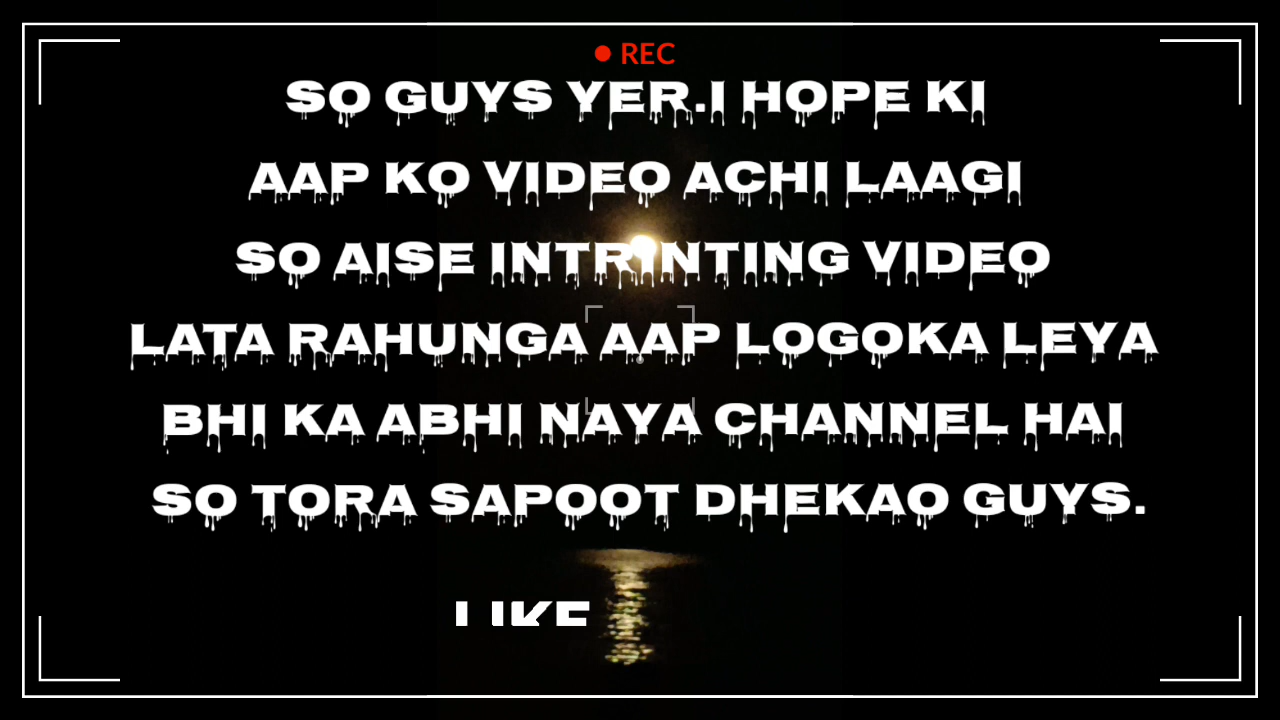 REC
SO GUYS YER.I HOPE KI
AAP KO VIDEO ACHI LAAGI
SO AISE INTRINTING VIDEO
LATA RAHUNGA AAP LOGOKA LEYA
BHI KA ABHI NAYA CHANNEL HAI
SO TORA SAPOOT DHEKAO GUYS.
LIKE